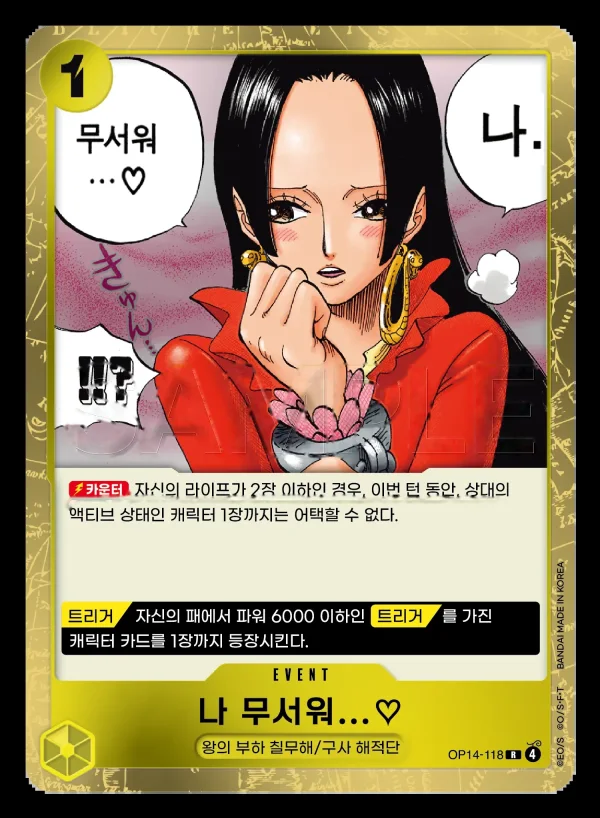 1
무서워
…♡
나.
きゅん…
!!?
SAMPLE
카운터 자신의 라이프가 2장 이하인 경우, 이번 턴 동안, 상대의
액티브 상태인 캐릭터 1장까지는 어택할 수 없다.
트리거 자신의 패에서 파워 6000 이하인 트리거 를 가진
캐릭터 카드를 1장까지 등장시킨다.
EVENT
나 무서워…♡
왕의 부하 칠무해/구사 해적단
OP14-118 R 4
©EO/S ©O/S·F·T BANDAI MADE IN KOREA